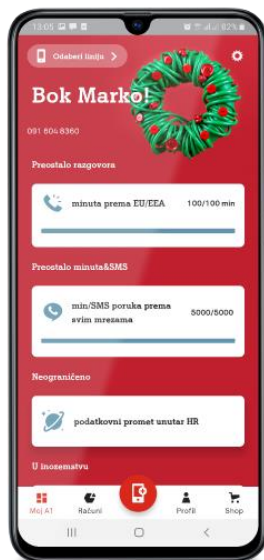 13:05
82%
Odaberi liniju
Bok Marko!
091 604 8360
Preostalo razgovora
minuta prema EU/EEA 100/100 min
Preostalo minuta&SMS
min/SMS poruka prema
svim mrezama
5000/5000
Neograničeno
podatkovni promet unutar HR
U inozemstvu
Moj A1 Računi Profil Shop